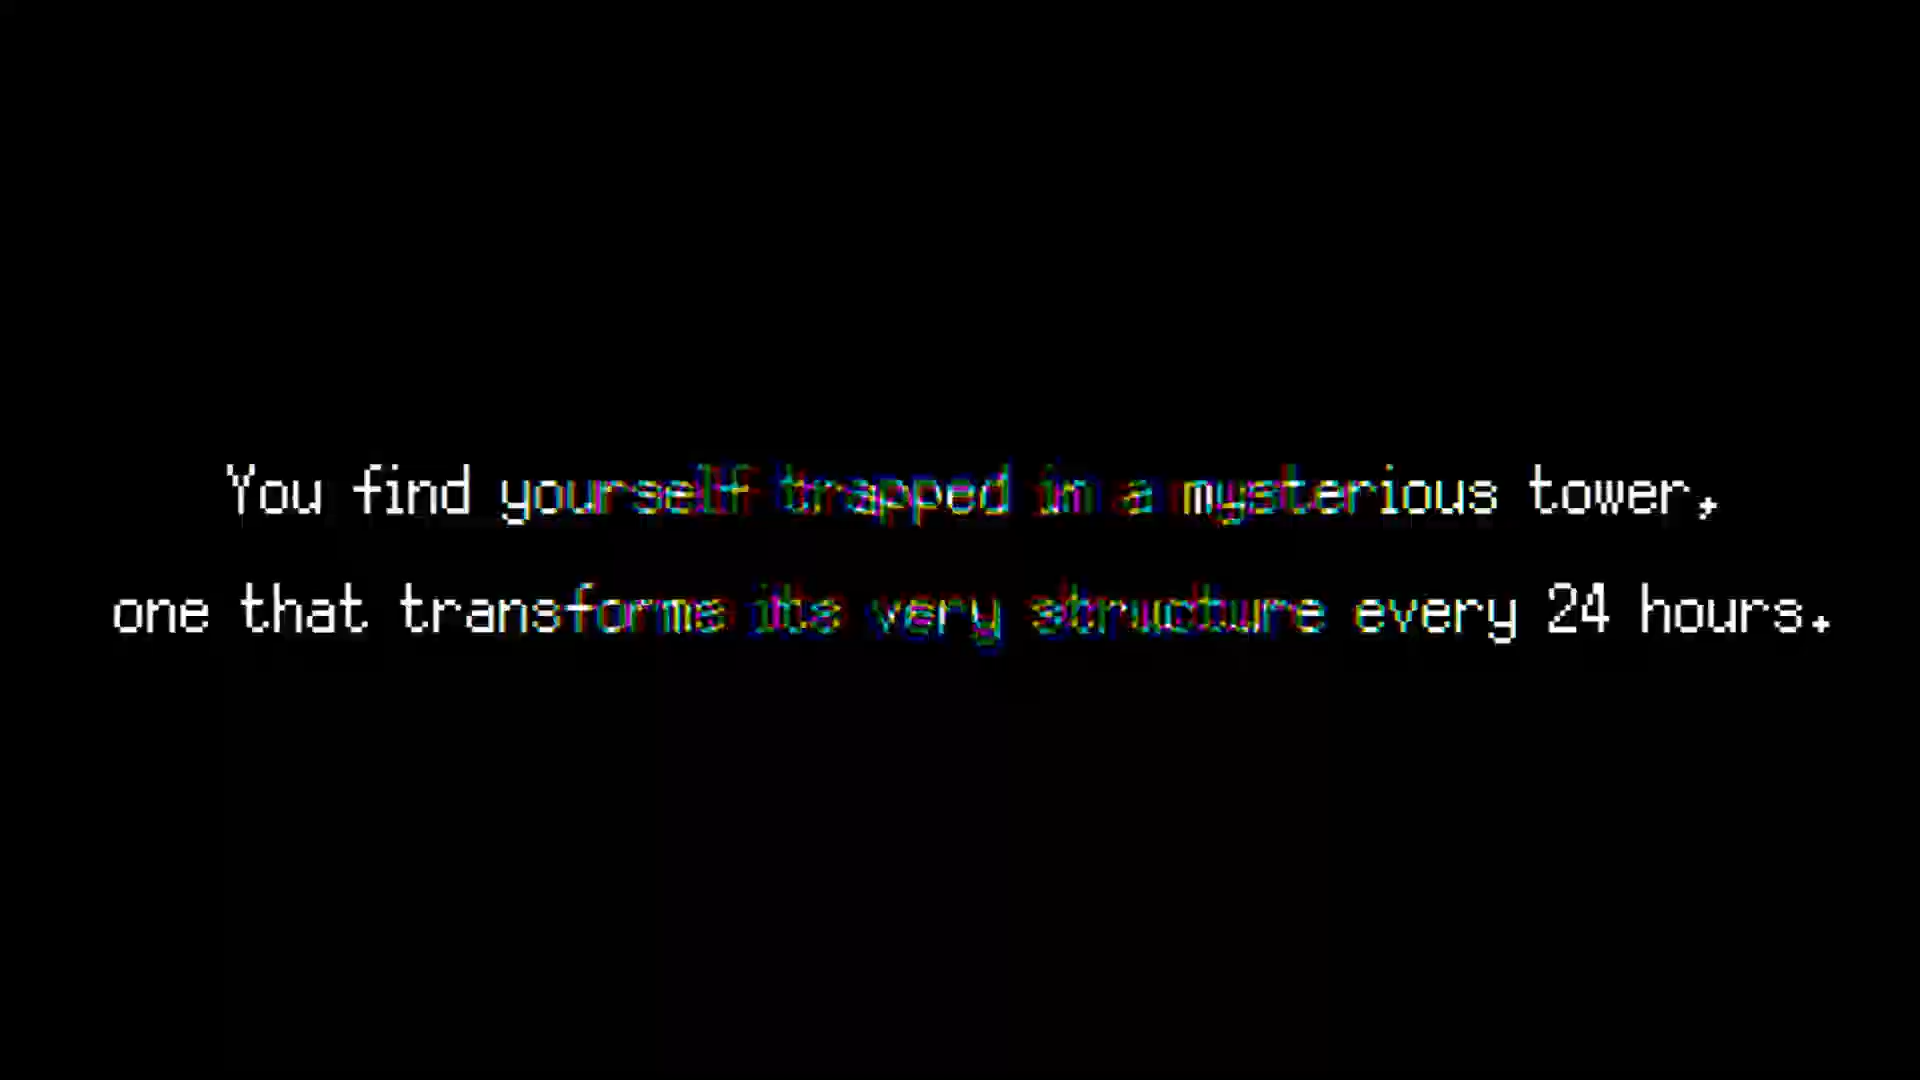 You find yourself trapped in a mysterious tower,
one that transforms its very structure every 24 hours.